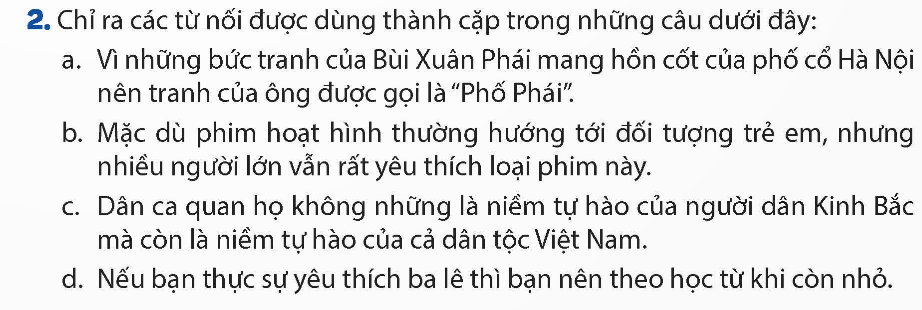 2. Chỉ ra các từ nối được dùng thành cặp trong những câu dưới đây:
a. Vì những bức tranh của Bùi Xuân Phái mang hồn cốt của phố cổ Hà Nội
nên tranh của ông được gọi là “Phố Phái”.
b. Mặc dù phim hoạt hình thường hướng tới đối tượng trẻ em, nhưng
nhiều người lớn vẫn rất yêu thích loại phim này.
c. Dân ca quan họ không những là niềm tự hào của người dân Kinh Bắc
mà còn là niềm tự hào của cả dân tộc Việt Nam.
d. Nếu bạn thực sự yêu thích ba lê thì bạn nên theo học từ khi còn nhỏ.